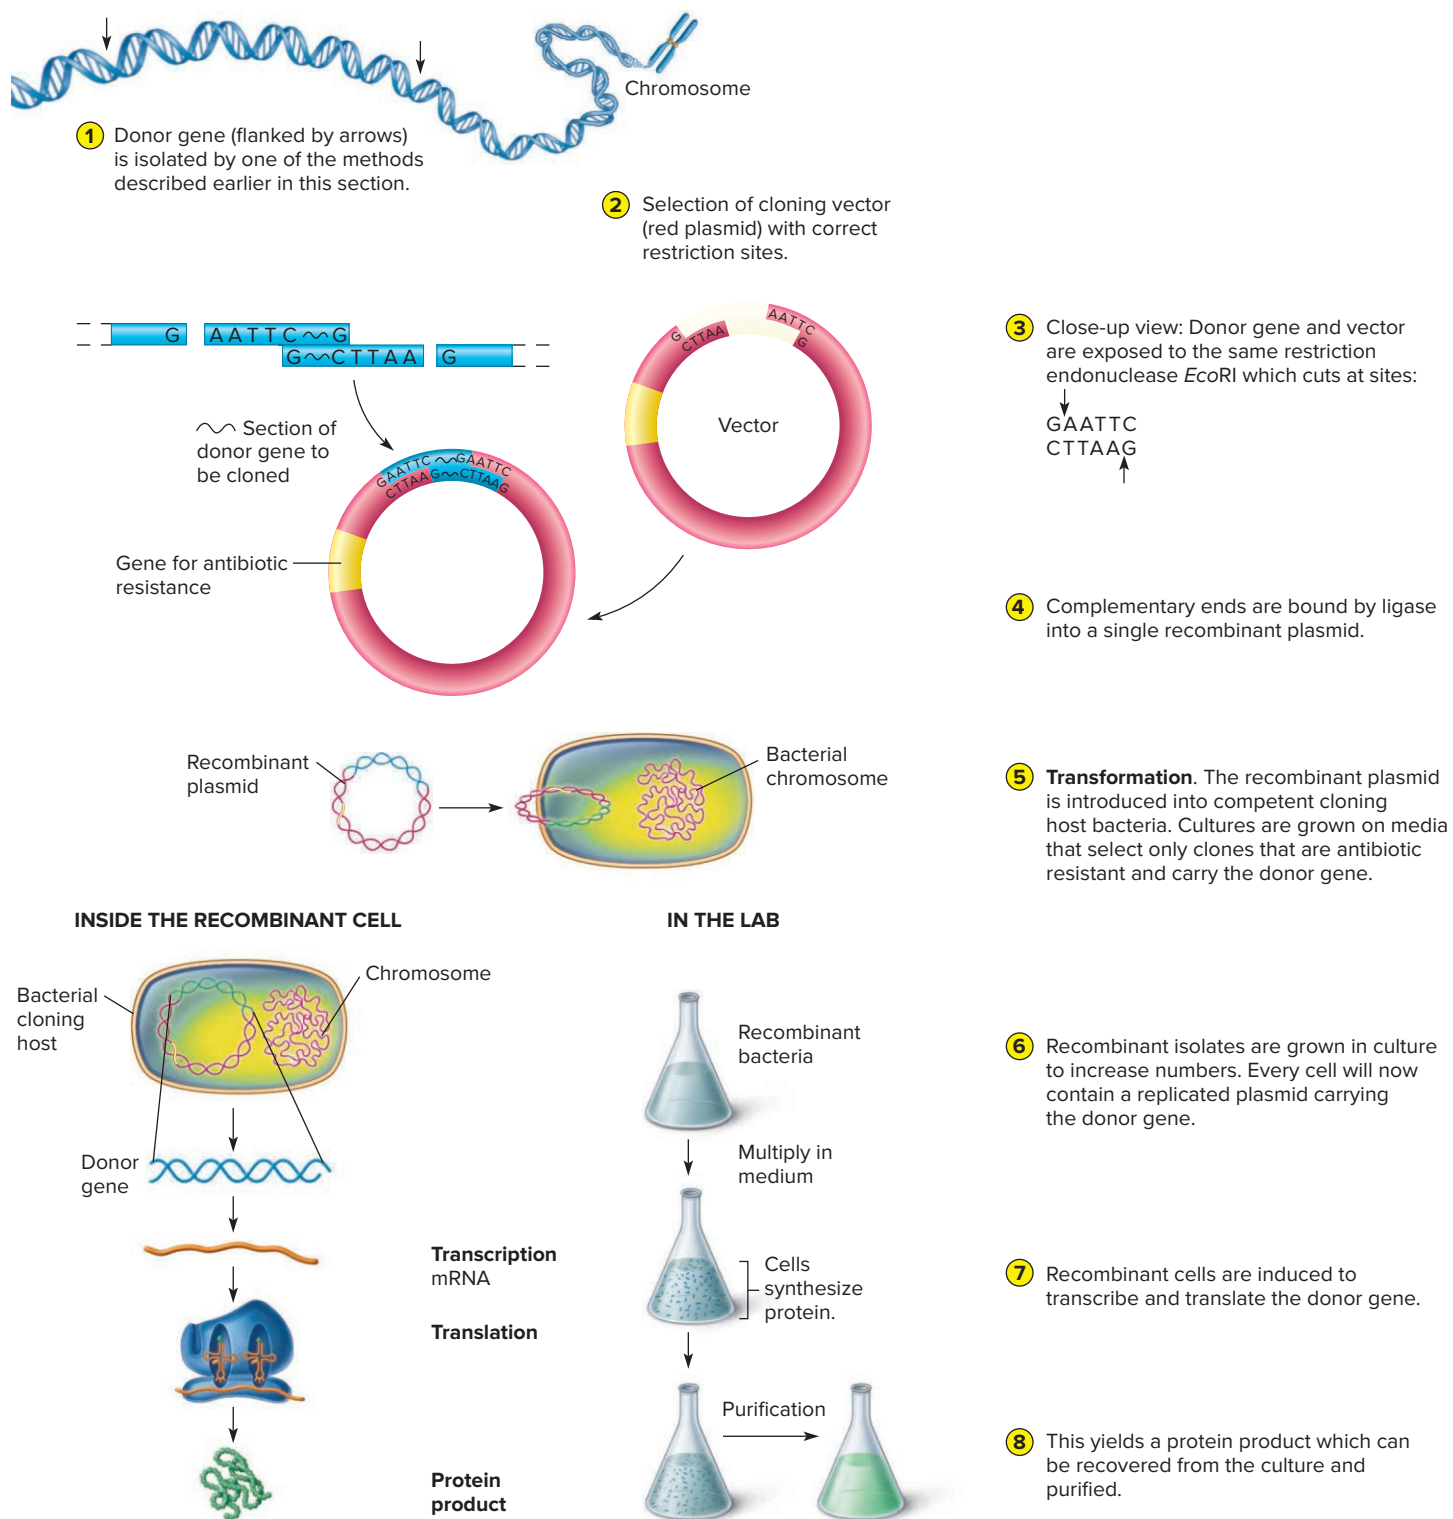 Chromosome
1 Donor gene (flanked by arrows)
is isolated by one of the methods
described earlier in this section.
2 Selection of cloning vector
(red plasmid) with correct
restriction sites.
G AATTC G
G CTTAA G
Section of
donor gene to
be cloned
G AATTC
CTTAA G
Vector
3 Close-up view: Donor gene and vector
are exposed to the same restriction
endonuclease EcoRI which cuts at sites:
GAATTC
CTTAAG
GAATTC GAATTC
CTTAAG CTTAAG
Gene for antibiotic
resistance
4 Complementary ends are bound by ligase
into a single recombinant plasmid.
Recombinant
plasmid
Bacterial
chromosome
5 Transformation. The recombinant plasmid
is introduced into competent cloning
host bacteria. Cultures are grown on media
that select only clones that are antibiotic
resistant and carry the donor gene.
INSIDE THE RECOMBINANT CELL
IN THE LAB
Bacterial
cloning
host
Chromosome
Donor
gene
Transcription
mRNA
Translation
Protein
product
Recombinant
bacteria
Multiply in
medium
Cells
synthesize
protein.
Purification
6 Recombinant isolates are grown in culture
to increase numbers. Every cell will now
contain a replicated plasmid carrying
the donor gene.
7 Recombinant cells are induced to
transcribe and translate the donor gene.
8 This yields a protein product which can
be recovered from the culture and
purified.